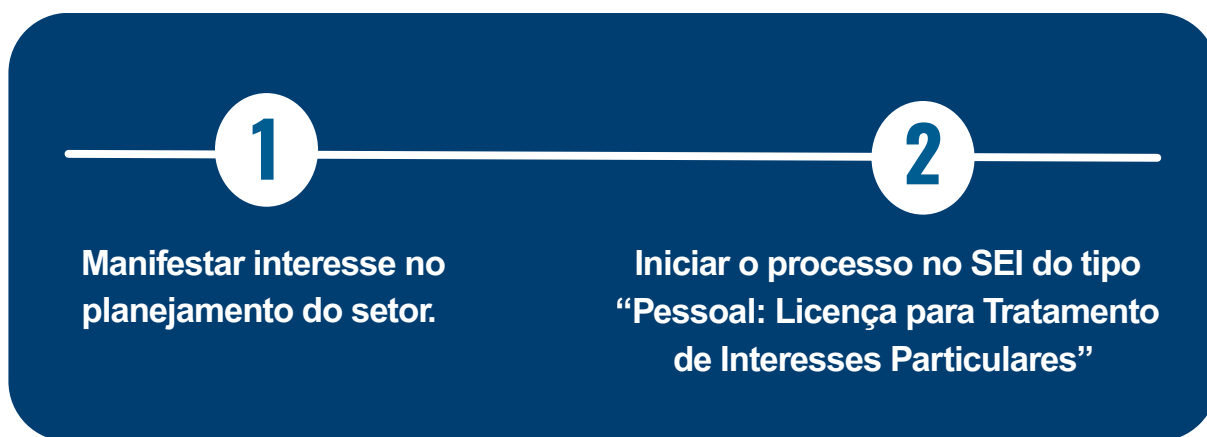 1
Manifestar interesse no
planejamento do setor.
2
Iniciar o processo no SEI do tipo
“Pessoal: Licença para Tratamento
de Interesses Particulares”